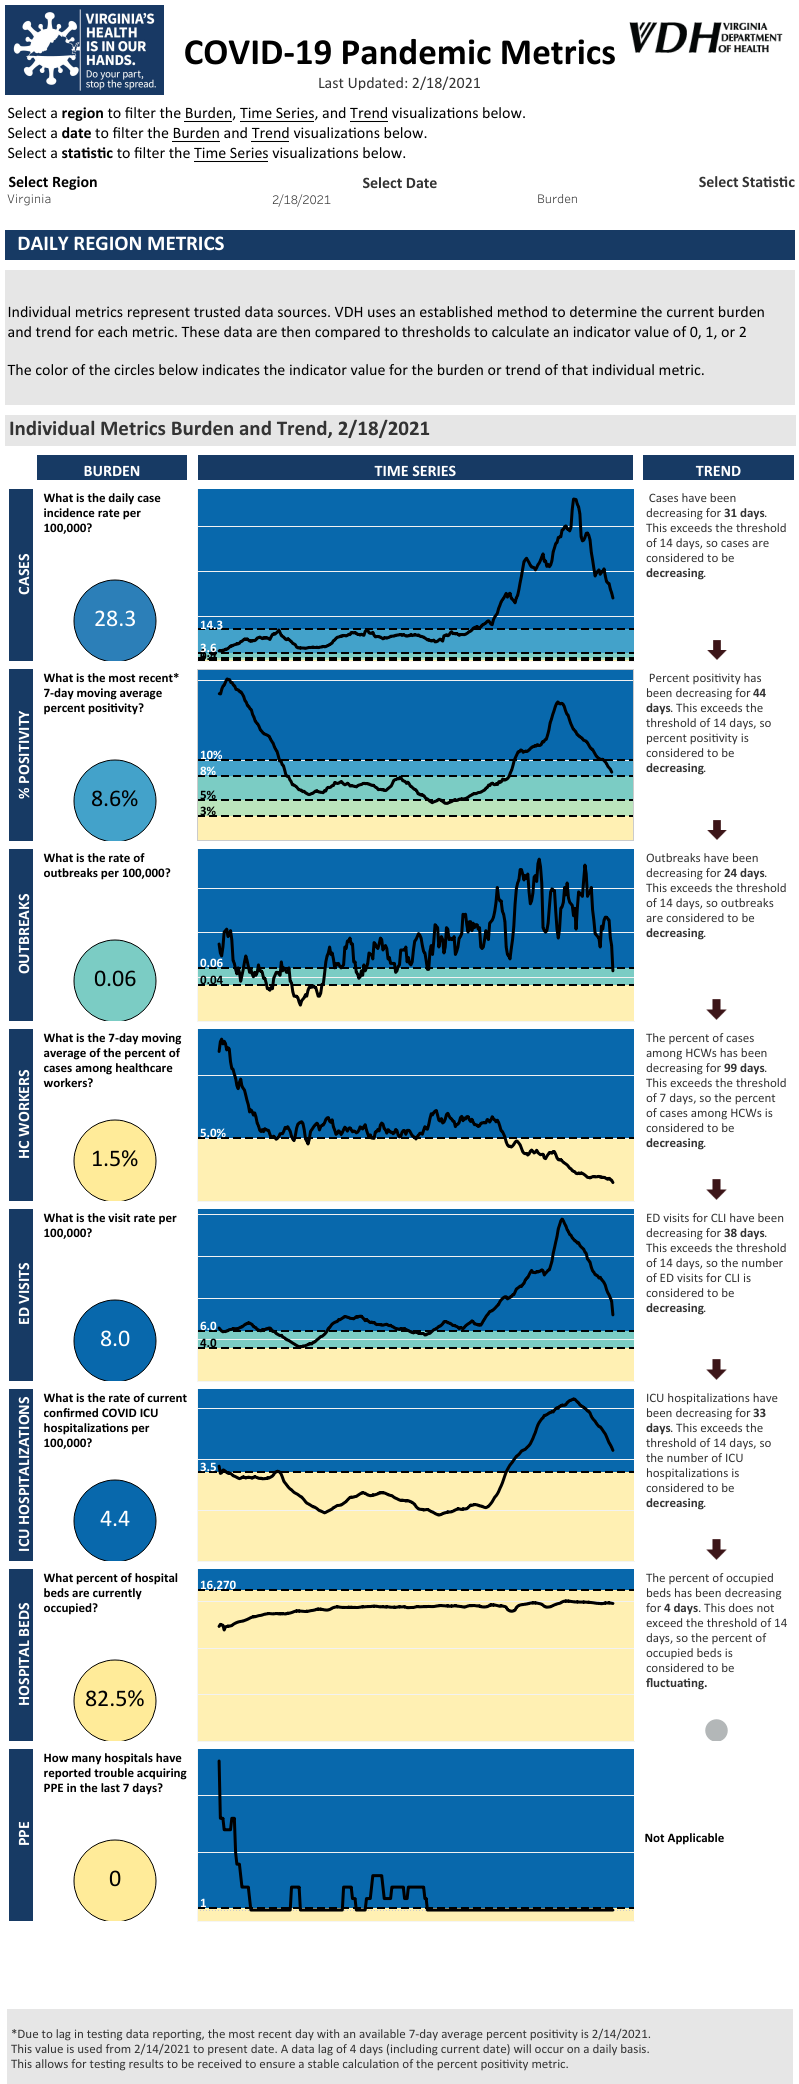 VIRGINIA'S
HEALTH
IS IN OUR
HANDS.
Do your part,
stop the spread.
COVID-19 Pandemic Metrics
Last Updated: 2/18/2021
VDH VIRGINIA
DEPARTMENT
OF HEALTH
Select a region to filter the Burden, Time Series, and Trend visualizations below.
Select a date to filter the Burden and Trend visualizations below.
Select a statistic to filter the Time Series visualizations below.
Select Region
Select Date
Select Statistic
Virginia
2/18/2021
Burden
DAILY REGION METRICS
Individual metrics represent trusted data sources. VDH uses an established method to determine the current burden
and trend for each metric. These data are then compared to thresholds to calculate an indicator value of 0, 1, or 2
The color of the circles below indicates the indicator value for the burden or trend of that individual metric.
Individual Metrics Burden and Trend, 2/18/2021
BURDEN
TIME SERIES
TREND
CASES
What is the daily case
incidence rate per
100,000?
28.3
14.3
3.6
Cases have been
decreasing for 31 days.
This exceeds the threshold
of 14 days, so cases are
considered to be
decreasing.
% POSITIVITY
What is the most recent*
7-day moving average
percent positivity?
8.6%
10%
8%
5%
3%
Percent positivity has
been decreasing for 44
days. This exceeds the
threshold of 14 days, so
percent positivity is
considered to be
decreasing.
OUTBREAKS
What is the rate of
outbreaks per 100,000?
0.06
0.06
0.04
Outbreaks have been
decreasing for 24 days.
This exceeds the threshold
of 14 days, so outbreaks
are considered to be
decreasing.
HC WORKERS
What is the 7-day moving
average of the percent of
cases among healthcare
workers?
1.5%
5.0%
The percent of cases
among HCWs has been
decreasing for 99 days.
This exceeds the threshold
of 7 days, so the percent
of cases among HCWs is
considered to be
decreasing.
ED VISITS
What is the visit rate per
100,000?
8.0
6.0
4.0
ED visits for CLI have been
decreasing for 38 days.
This exceeds the threshold
of 14 days, so the number
of ED visits for CLI is
considered to be
decreasing.
ICU HOSPITALIZATIONS
What is the rate of current
confirmed COVID ICU
hospitalizations per
100,000?
4.4
3.5
ICU hospitalizations have
been decreasing for 33
days. This exceeds the
threshold of 14 days, so
the number of ICU
hospitalizations is
considered to be
decreasing.
HOSPITAL BEDS
What percent of hospital
beds are currently
occupied?
82.5%
16,270
The percent of occupied
beds has been decreasing
for 4 days. This does not
exceed the threshold of 14
days, so the percent of
occupied beds is
considered to be
fluctuating.
PPE
How many hospitals have
reported trouble acquiring
PPE in the last 7 days?
0
1
Not Applicable
*Due to lag in testing data reporting, the most recent day with an available 7-day average percent positivity is 2/14/2021.
This value is used from 2/14/2021 to present date. A data lag of 4 days (including current date) will occur on a daily basis.
This allows for testing results to be received to ensure a stable calculation of the percent positivity metric.